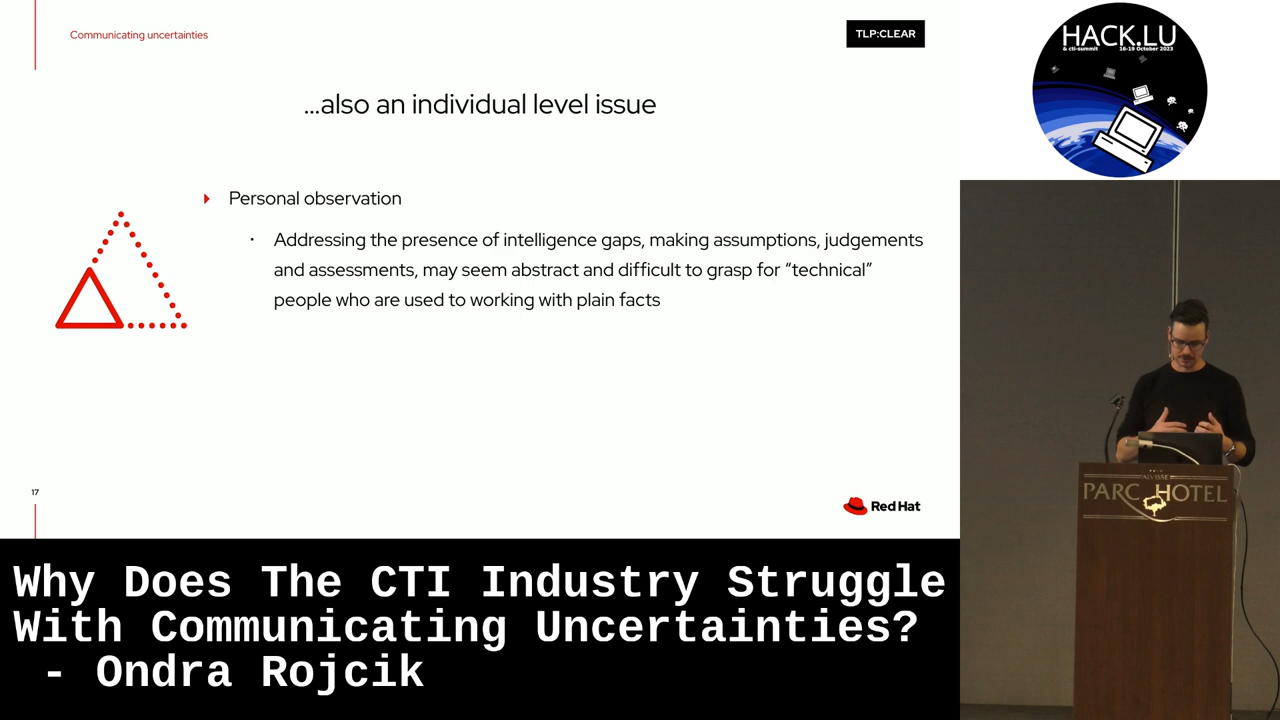 Communicating uncertainties
TLP:CLEAR
...also an individual level issue
Personal observation
Addressing the presence of intelligence gaps, making assumptions, judgements
and assessments, may seem abstract and difficult to grasp for “technical”
people who are used to working with plain facts
17
Red Hat
HACK.LU
& cti-summit 16-19 October 2023
ALVISSE
PARC HOTEL
Why Does The CTI Industry Struggle
With Communicating Uncertainties?
- Ondra Rojcik